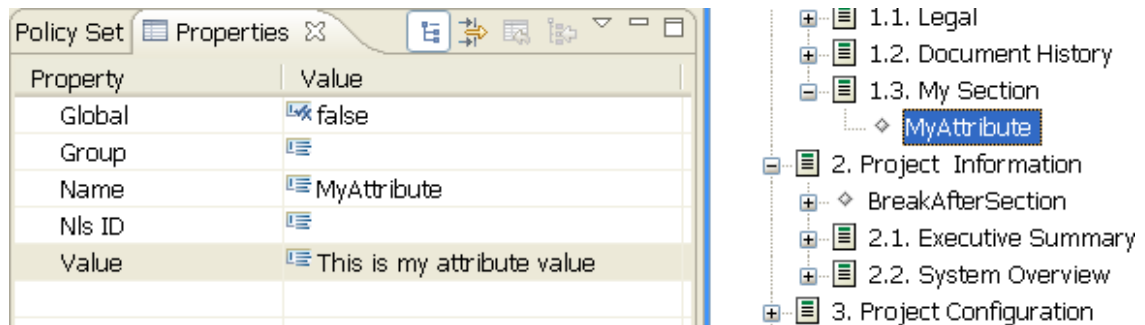 Policy Set Properties
Property Value
Global false
Group
Name MyAttribute
Nls ID
Value This is my attribute value
1.1. Legal
1.2. Document History
1.3. My Section
MyAttribute
2. Project Information
BreakAfterSection
2.1. Executive Summary
2.2. System Overview
3. Project Configuration